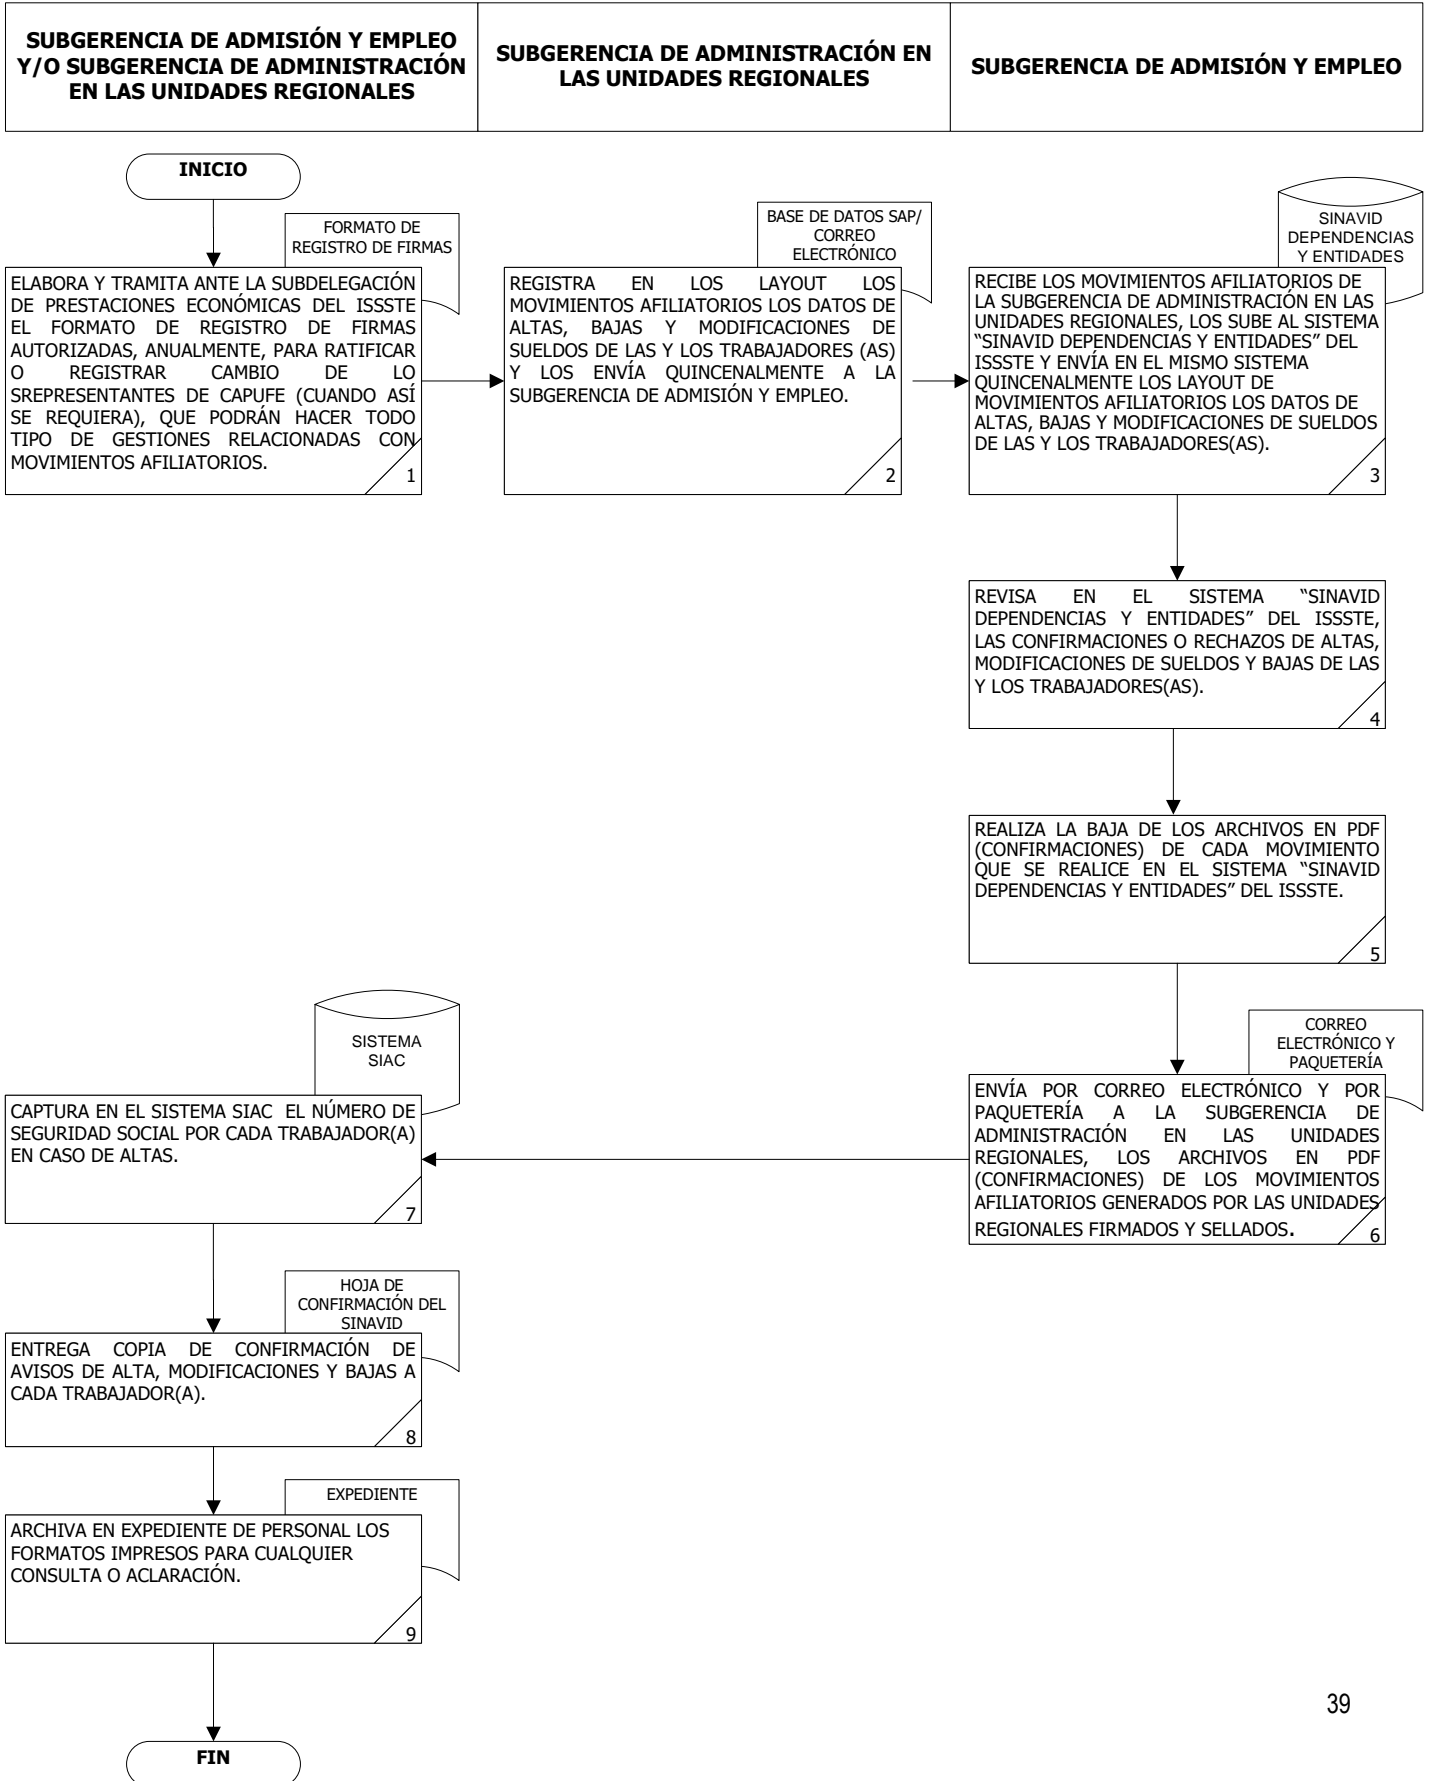 SUBGERENCIA DE ADMISIÓN Y EMPLEO
Y/O SUBGERENCIA DE ADMINISTRACIÓN
EN LAS UNIDADES REGIONALES
SUBGERENCIA DE ADMINISTRACIÓN EN
LAS UNIDADES REGIONALES
SUBGERENCIA DE ADMISIÓN Y EMPLEO
INICIO
FORMATO DE
REGISTRO DE FIRMAS
ELABORA Y TRAMITA ANTE LA SUBDELEGACIÓN
DE PRESTACIONES ECONÓMICAS DEL ISSSTE
EL FORMATO DE REGISTRO DE FIRMAS
AUTORIZADAS, ANUALMENTE, PARA RATIFICAR
O REGISTRAR CAMBIO DE LO
SREPRESENTANTES DE CAPUFE (CUANDO ASÍ
SE REQUIERA), QUE PODRÁN HACER TODO
TIPO DE GESTIONES RELACIONADAS CON
MOVIMIENTOS AFILIATORIOS.
1
BASE DE DATOS SAP/
CORREO
ELECTRÓNICO
REGISTRA EN LOS LAYOUT LOS
MOVIMIENTOS AFILIATORIOS LOS DATOS DE
ALTAS, BAJAS Y MODIFICACIONES DE
SUELDOS DE LAS Y LOS TRABAJADORES (AS)
Y LOS ENVÍA QUINCENALMENTE A LA
SUBGERENCIA DE ADMISIÓN Y EMPLEO.
2
SINAVID
DEPENDENCIAS
Y ENTIDADES
RECIBE LOS MOVIMIENTOS AFILIATORIOS DE
LA SUBGERENCIA DE ADMINISTRACIÓN EN LAS
UNIDADES REGIONALES, LOS SUBE AL SISTEMA
“SINAVID DEPENDENCIAS Y ENTIDADES” DEL
ISSSTE Y ENVÍA EN EL MISMO SISTEMA
QUINCENALMENTE LOS LAYOUT DE
MOVIMIENTOS AFILIATORIOS LOS DATOS DE
ALTAS, BAJAS Y MODIFICACIONES DE SUELDOS
DE LAS Y LOS TRABAJADORES(AS).
3
REVISA EN EL SISTEMA “SINAVID
DEPENDENCIAS Y ENTIDADES” DEL ISSSTE,
LAS CONFIRMACIONES O RECHAZOS DE ALTAS,
MODIFICACIONES DE SUELDOS Y BAJAS DE LAS
Y LOS TRABAJADORES(AS).
4
REALIZA LA BAJA DE LOS ARCHIVOS EN PDF
(CONFIRMACIONES) DE CADA MOVIMIENTO
QUE SE REALICE EN EL SISTEMA “SINAVID
DEPENDENCIAS Y ENTIDADES” DEL ISSSTE.
5
CORREO
ELECTRÓNICO Y
PAQUETERÍA
ENVÍA POR CORREO ELECTRÓNICO Y POR
PAQUETERÍA A LA SUBGERENCIA DE
ADMINISTRACIÓN EN LAS UNIDADES
REGIONALES, LOS ARCHIVOS EN PDF
(CONFIRMACIONES) DE LOS MOVIMIENTOS
AFILIATORIOS GENERADOS POR LAS UNIDADES
REGIONALES FIRMADOS Y SELLADOS.
6
SISTEMA
SIAC
CAPTURA EN EL SISTEMA SIAC EL NÚMERO DE
SEGURIDAD SOCIAL POR CADA TRABAJADOR(A)
EN CASO DE ALTAS.
7
HOJA DE
CONFIRMACIÓN DEL
SINAVID
ENTREGA COPIA DE CONFIRMACIÓN DE
AVISOS DE ALTA, MODIFICACIONES Y BAJAS A
CADA TRABAJADOR(A).
8
EXPEDIENTE
ARCHIVA EN EXPEDIENTE DE PERSONAL LOS
FORMATOS IMPRESOS PARA CUALQUIER
CONSULTA O ACLARACIÓN.
9
FIN
39